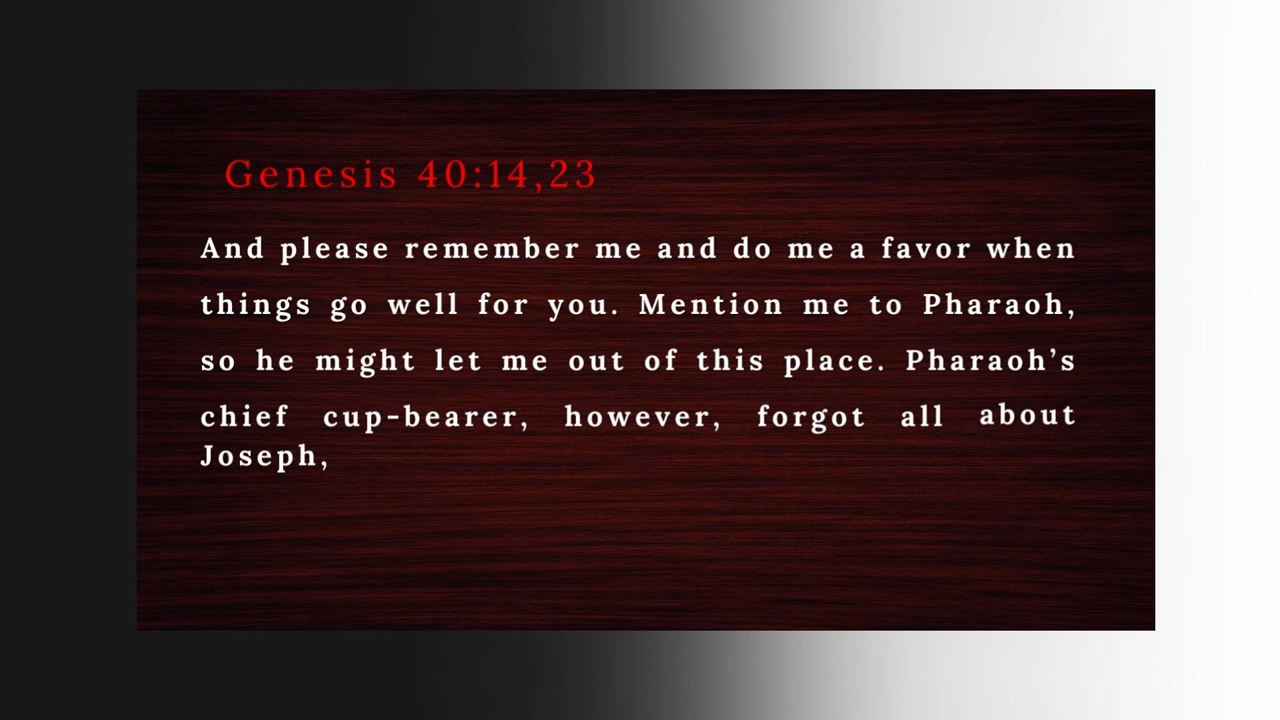 Genesis 40:14,23
And please remember me and do me a favor when
things go well for you. Mention me to Pharaoh,
so he might let me out of this place. Pharaoh’s
chief cup-bearer, however, forgot all about
Joseph,